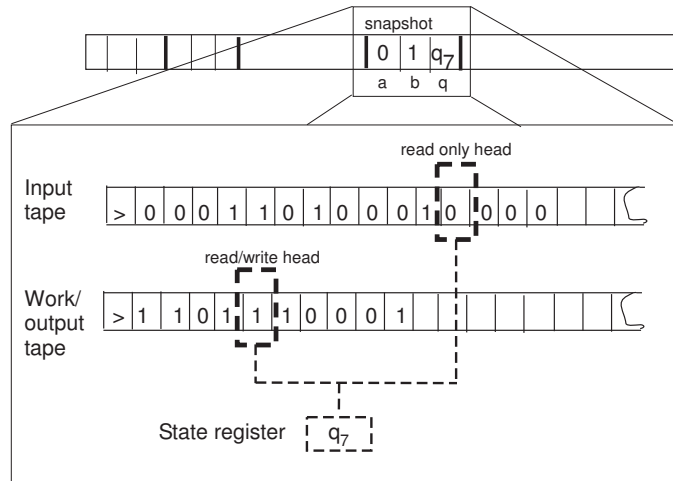 snapshot
0 1 q7
a b q
read only head
Input tape
> 0 0 0 1 1 0 1 0 0 0 1 0 0 0 0
read/write head
Work/
output
tape
> 1 1 0 1 1 1 0 0 0 1
State register q7